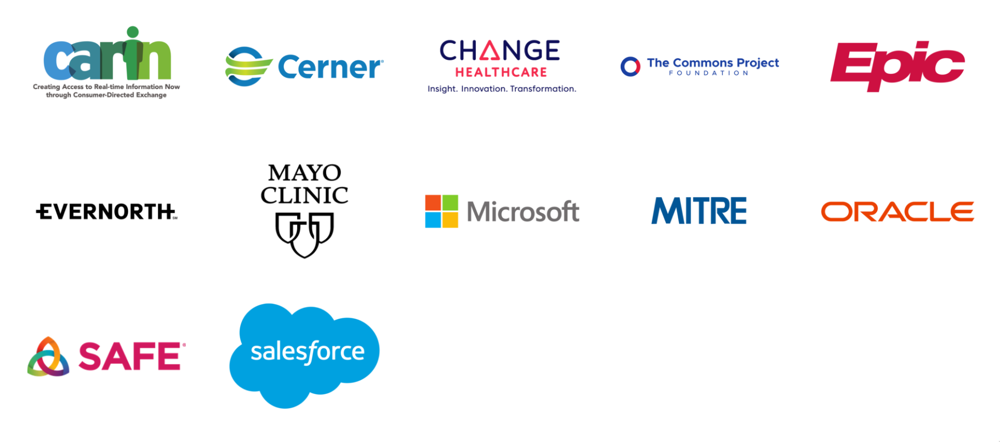 carin
Creating Access to Real-time Information Now
through Consumer-Directed Exchange
Cerner®
CHANGE
HEALTHCARE
Insight. Innovation. Transformation.
The Commons Project
FOUNDATION
Epic
EVERNORTH SM
MAYO
CLINIC
Microsoft
MITRE
ORACLE
SAFE®
salesforce